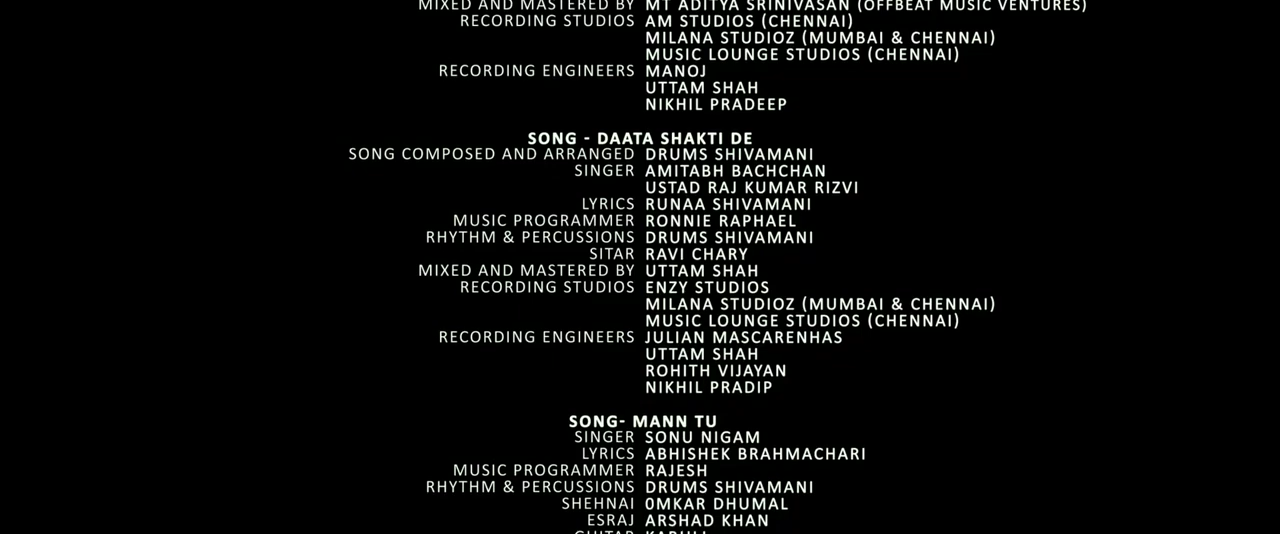 MIXED AND MASTERED BY MT ADITYA SRINIVASAN (OFFBEAT MUSIC VENTURES)
RECORDING STUDIOS AM STUDIOS (CHENNAI)
MILANA STUDIOZ (MUMBAI & CHENNAI)
MUSIC LOUNGE STUDIOS (CHENNAI)
RECORDING ENGINEERS MANOJ
UTTAM SHAH
NIKHIL PRADEEP
SONG - DAATA SHAKTI DE
SONG COMPOSED AND ARRANGED DRUMS SHIVAMANI
SINGER AMITABH BACHCHAN
USTAD RAJ KUMAR RIZVI
LYRICS RUNAA SHIVAMANI
MUSIC PROGRAMMER RONNIE RAPHAEL
RHYTHM & PERCUSSIONS DRUMS SHIVAMANI
SITAR RAVI CHARY
MIXED AND MASTERED BY UTTAM SHAH
RECORDING STUDIOS ENZY STUDIOS
MILANA STUDIOZ (MUMBAI & CHENNAI)
MUSIC LOUNGE STUDIOS (CHENNAI)
RECORDING ENGINEERS JULIAN MASCARENHAS
UTTAM SHAH
ROHITH VIJAYAN
NIKHIL PRADIP
SONG- MANN TU
SINGER SONU NIGAM
LYRICS ABHISHEK BRAHMACHARI
MUSIC PROGRAMMER RAJESH
RHYTHM & PERCUSSIONS DRUMS SHIVAMANI
SHEHNAI 0MKAR DHUMAL
ESRAJ ARSHAD KHAN